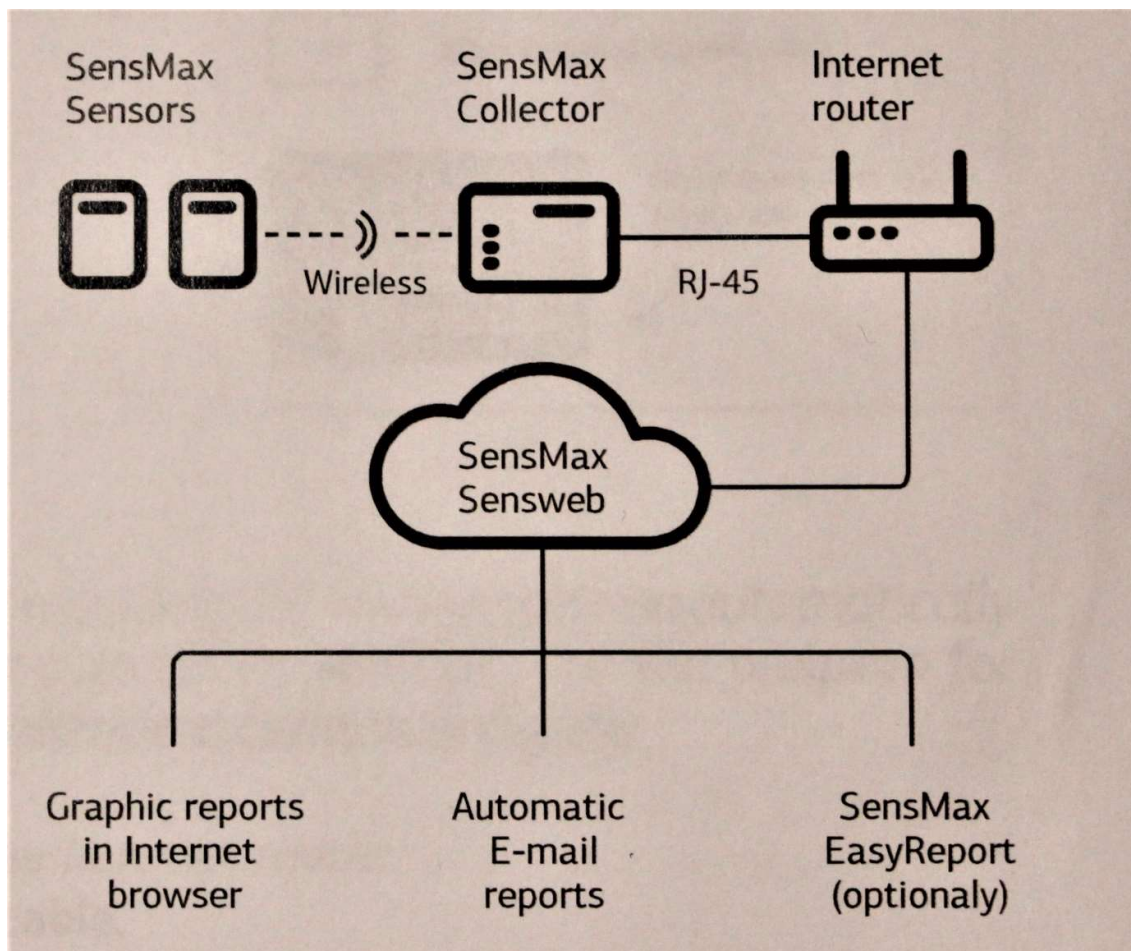 SensMax
Sensors
SensMax
Collector
Internet
router
Wireless
RJ-45
SensMax
Sensweb
Graphic reports
in Internet
browser
Automatic
E-mail
reports
SensMax
EasyReport
(optionaly)